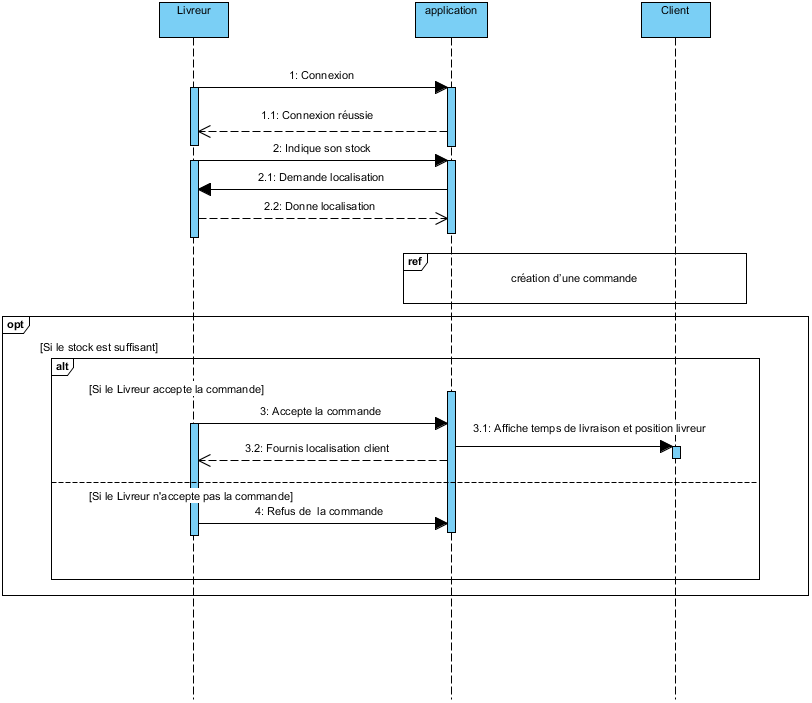 Livreur
application
Client
1: Connexion
1.1: Connexion réussie
2: Indique son stock
2.1: Demande localisation
2.2: Donne localisation
ref
création d'une commande
opt
[Si le stock est suffisant]
alt
[Si le Livreur accepte la commande]
3: Accepte la commande
3.1: Affiche temps de livraison et position livreur
3.2: Fournis localisation client
[Si le Livreur n'accepte pas la commande]
4: Refus de la commande